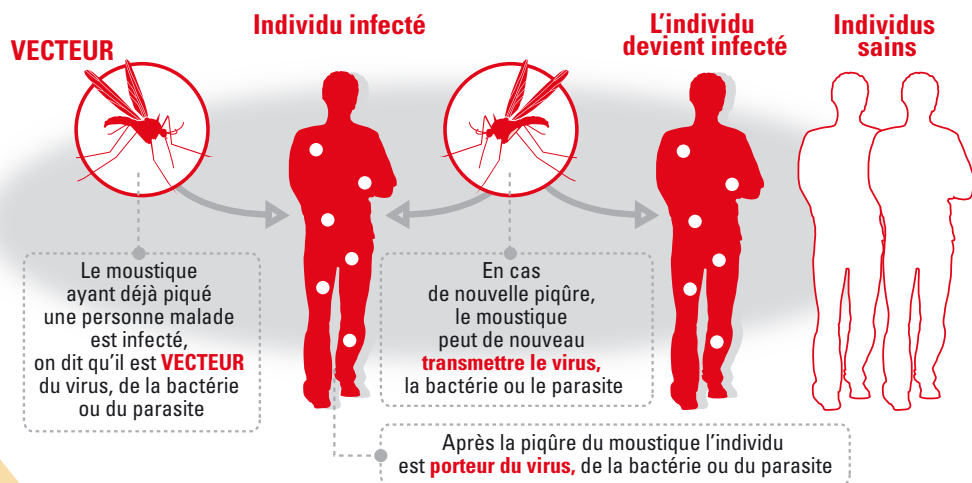 VECTEUR
Individu infecté
L'individu
devient infecté
Individus
sains
Le moustique
ayant déjà piqué
une personne malade
est infecté,
on dit qu'il est VECTEUR
du virus, de la bactérie
ou du parasite
En cas
de nouvelle piqûre,
le moustique
peut de nouveau
transmettre le virus,
la bactérie ou le parasite
Après la piqûre du moustique l'individu
est porteur du virus, de la bactérie ou du parasite